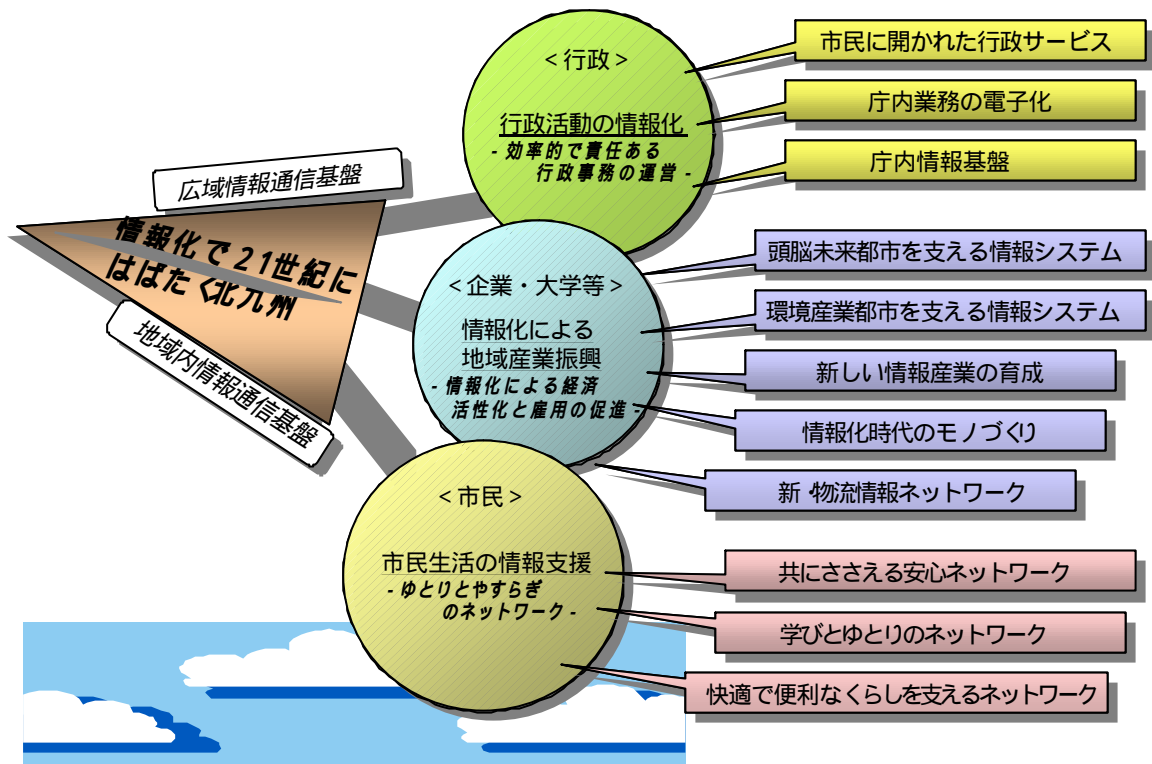 広域情報通信基盤
情報化で21世紀に
はばたく北九州
地域内情報通信基盤
<行政>
行政活動の情報化
- 効率的で責任ある
行政事務の運営 -
市民に開かれた行政サービス
庁内業務の電子化
庁内情報基盤
<企業・大学等>
情報化による
地域産業振興
- 情報化による経済
活性化と雇用の促進 -
頭脳未来都市を支える情報システム
環境産業都市を支える情報システム
新しい情報産業の育成
情報化時代のモノづくり
新・物流情報ネットワーク
<市民>
市民生活の情報支援
- ゆとりとやすらぎ
のネットワーク -
共にささえる安心ネットワーク
学びとゆとりのネットワーク
快適で便利なくらしを支えるネットワーク